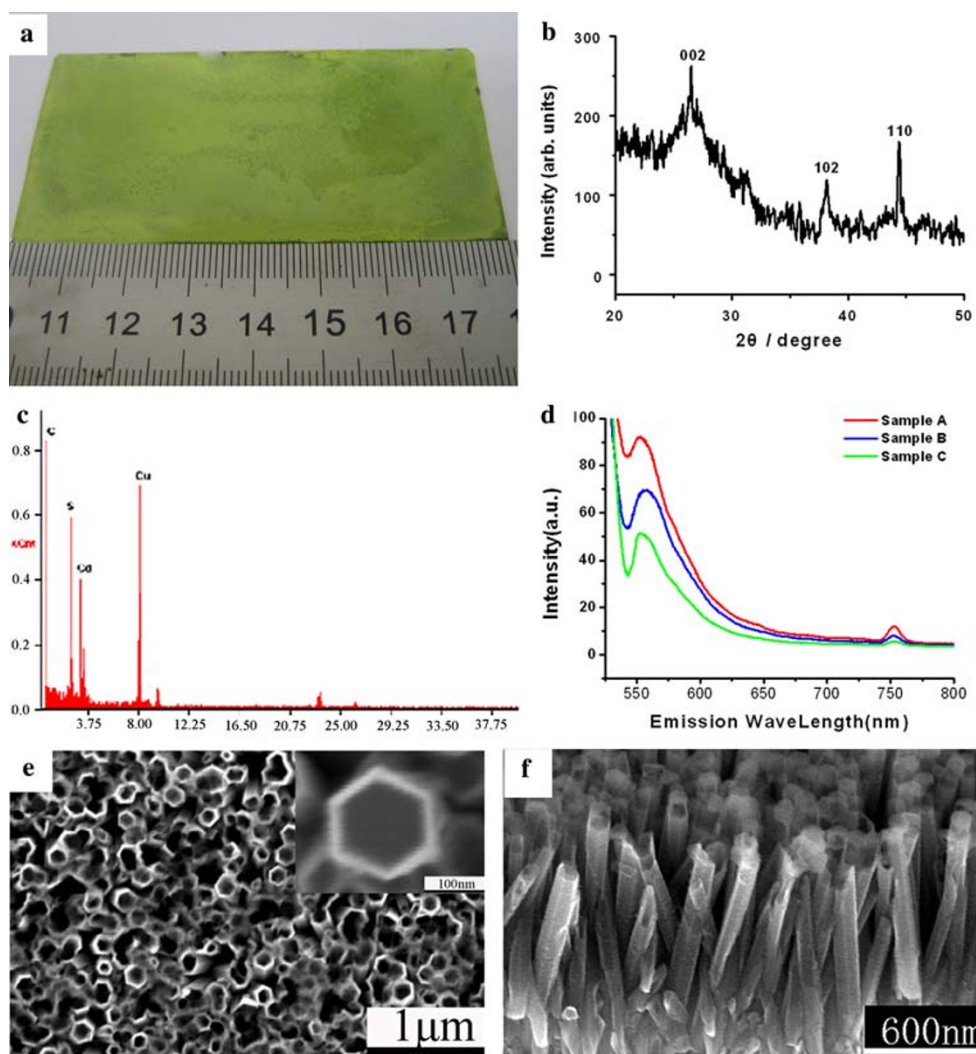 a
11 12 13 14 15 16 17
b
300
200
100
0
Intensity (arb. units)
002
102
110
20 30 40 50
2θ / degree
c
0.8
0.6
0.4
0.2
0.0
C
S
Cd
Cu
3.75 8.00 12.25 16.50 20.75 25.00 29.25 33.50 37.75
d
100
80
60
40
20
0
Intensity(a.u.)
Sample A
Sample B
Sample C
550 600 650 700 750 800
Emission WaveLength(nm)
e
100nm
1μm
f
600nm